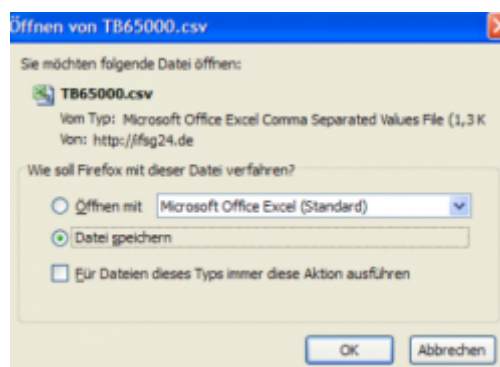 Öffnen von TB65000.csv
Sie möchten folgende Datei öffnen:
TB65000.csv
Vom Typ: Microsoft Office Excel Comma Separated Values File (1,3 K
Von: http://ifsg24.de
Wie soll Firefox mit dieser Datei verfahren?
Öffnen mit Microsoft Office Excel (Standard)
Datei speichern
Für Dateien dieses Typs immer diese Aktion ausführen
OK Abbrechen